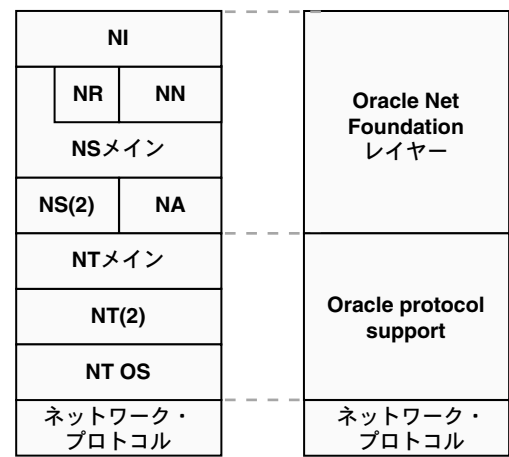 NI
NR
NN
NSメイン
NS(2)
NA
NTメイン
NT(2)
NT OS
ネットワーク・
プロトコル
Oracle Net
Foundation
レイヤー
Oracle protocol
support
ネットワーク・
プロトコル